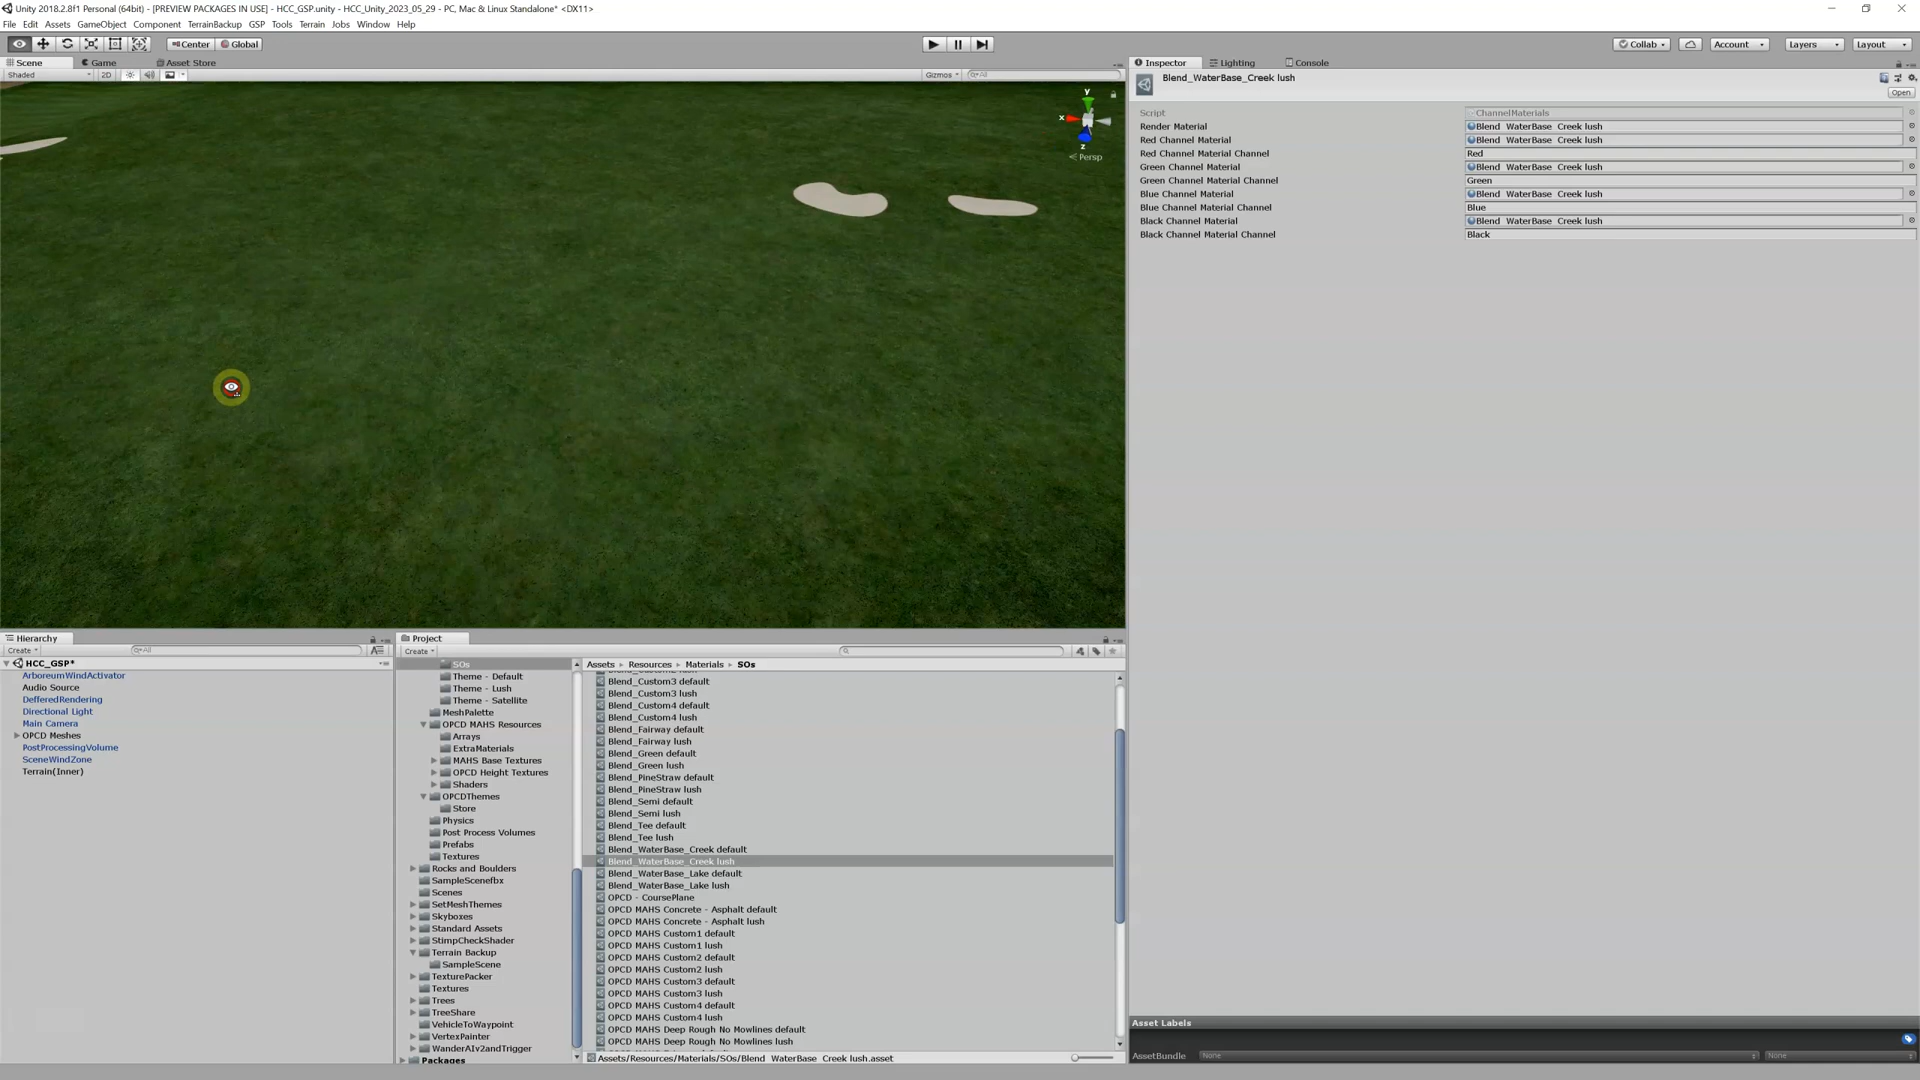 Unity 2018.2.8f1 Personal (64bit) - [PREVIEW PACKAGES IN USE] - HCC_GSP.unity - HCC_Unity_2023_05_29 - PC, Mac & Linux Standalone* <DX11>
File Edit Assets GameObject Component TerrainBackup GSP Tools Terrain Jobs Window Help
Center Global Collab Account Layers Layout
Scene Game Asset Store
Shaded 2D Gizmos All
y
x
z
Persp
Inspector Lighting Console
Blend_WaterBase_Creek lush
Open
Script ChannelMaterials
Render Material Blend WaterBase Creek lush
Red Channel Material Blend WaterBase Creek lush
Red Channel Material Channel Red
Green Channel Material Blend WaterBase Creek lush
Green Channel Material Channel Green
Blue Channel Material Blend WaterBase Creek lush
Blue Channel Material Channel Blue
Black Channel Material Blend WaterBase Creek lush
Black Channel Material Channel Black
Hierarchy
Create All
HCC_GSP*
ArboreumWindActivator
Audio Source
DefferedRendering
Directional Light
Main Camera
OPCD Meshes
PostProcessingVolume
SceneWindZone
Terrain(Inner)
Project
Create
SOs
Theme - Default
Theme - Lush
Theme - Satellite
MeshPalette
OPCD MAHS Resources
Arrays
ExtraMaterials
MAHS Base Textures
OPCD Height Textures
Shaders
OPCDThemes
Store
Physics
Post Process Volumes
Prefabs
Textures
Rocks and Boulders
SampleScenefbx
Scenes
SetMeshThemes
Skyboxes
Standard Assets
StimpCheckShader
Terrain Backup
SampleScene
TexturePacker
Textures
Trees
TreeShare
VehicleToWaypoint
VertexPainter
WanderAIv2andTrigger
Packages
Assets Resources Materials SOs
Blend_Custom3 default
Blend_Custom3 lush
Blend_Custom4 default
Blend_Custom4 lush
Blend_Fairway default
Blend_Fairway lush
Blend_Green default
Blend_Green lush
Blend_PineStraw default
Blend_PineStraw lush
Blend_Semi default
Blend_Semi lush
Blend_Tee default
Blend_Tee lush
Blend_WaterBase_Creek default
Blend_WaterBase_Creek lush
Blend_WaterBase_Lake default
Blend_WaterBase_Lake lush
OPCD - CoursePlane
OPCD MAHS Concrete - Asphalt default
OPCD MAHS Concrete - Asphalt lush
OPCD MAHS Custom1 default
OPCD MAHS Custom1 lush
OPCD MAHS Custom2 default
OPCD MAHS Custom2 lush
OPCD MAHS Custom3 default
OPCD MAHS Custom3 lush
OPCD MAHS Custom4 default
OPCD MAHS Custom4 lush
OPCD MAHS Deep Rough No Mowlines default
OPCD MAHS Deep Rough No Mowlines lush
Assets/Resources/Materials/SOs/Blend WaterBase Creek lush.asset
Asset Labels
AssetBundle None None